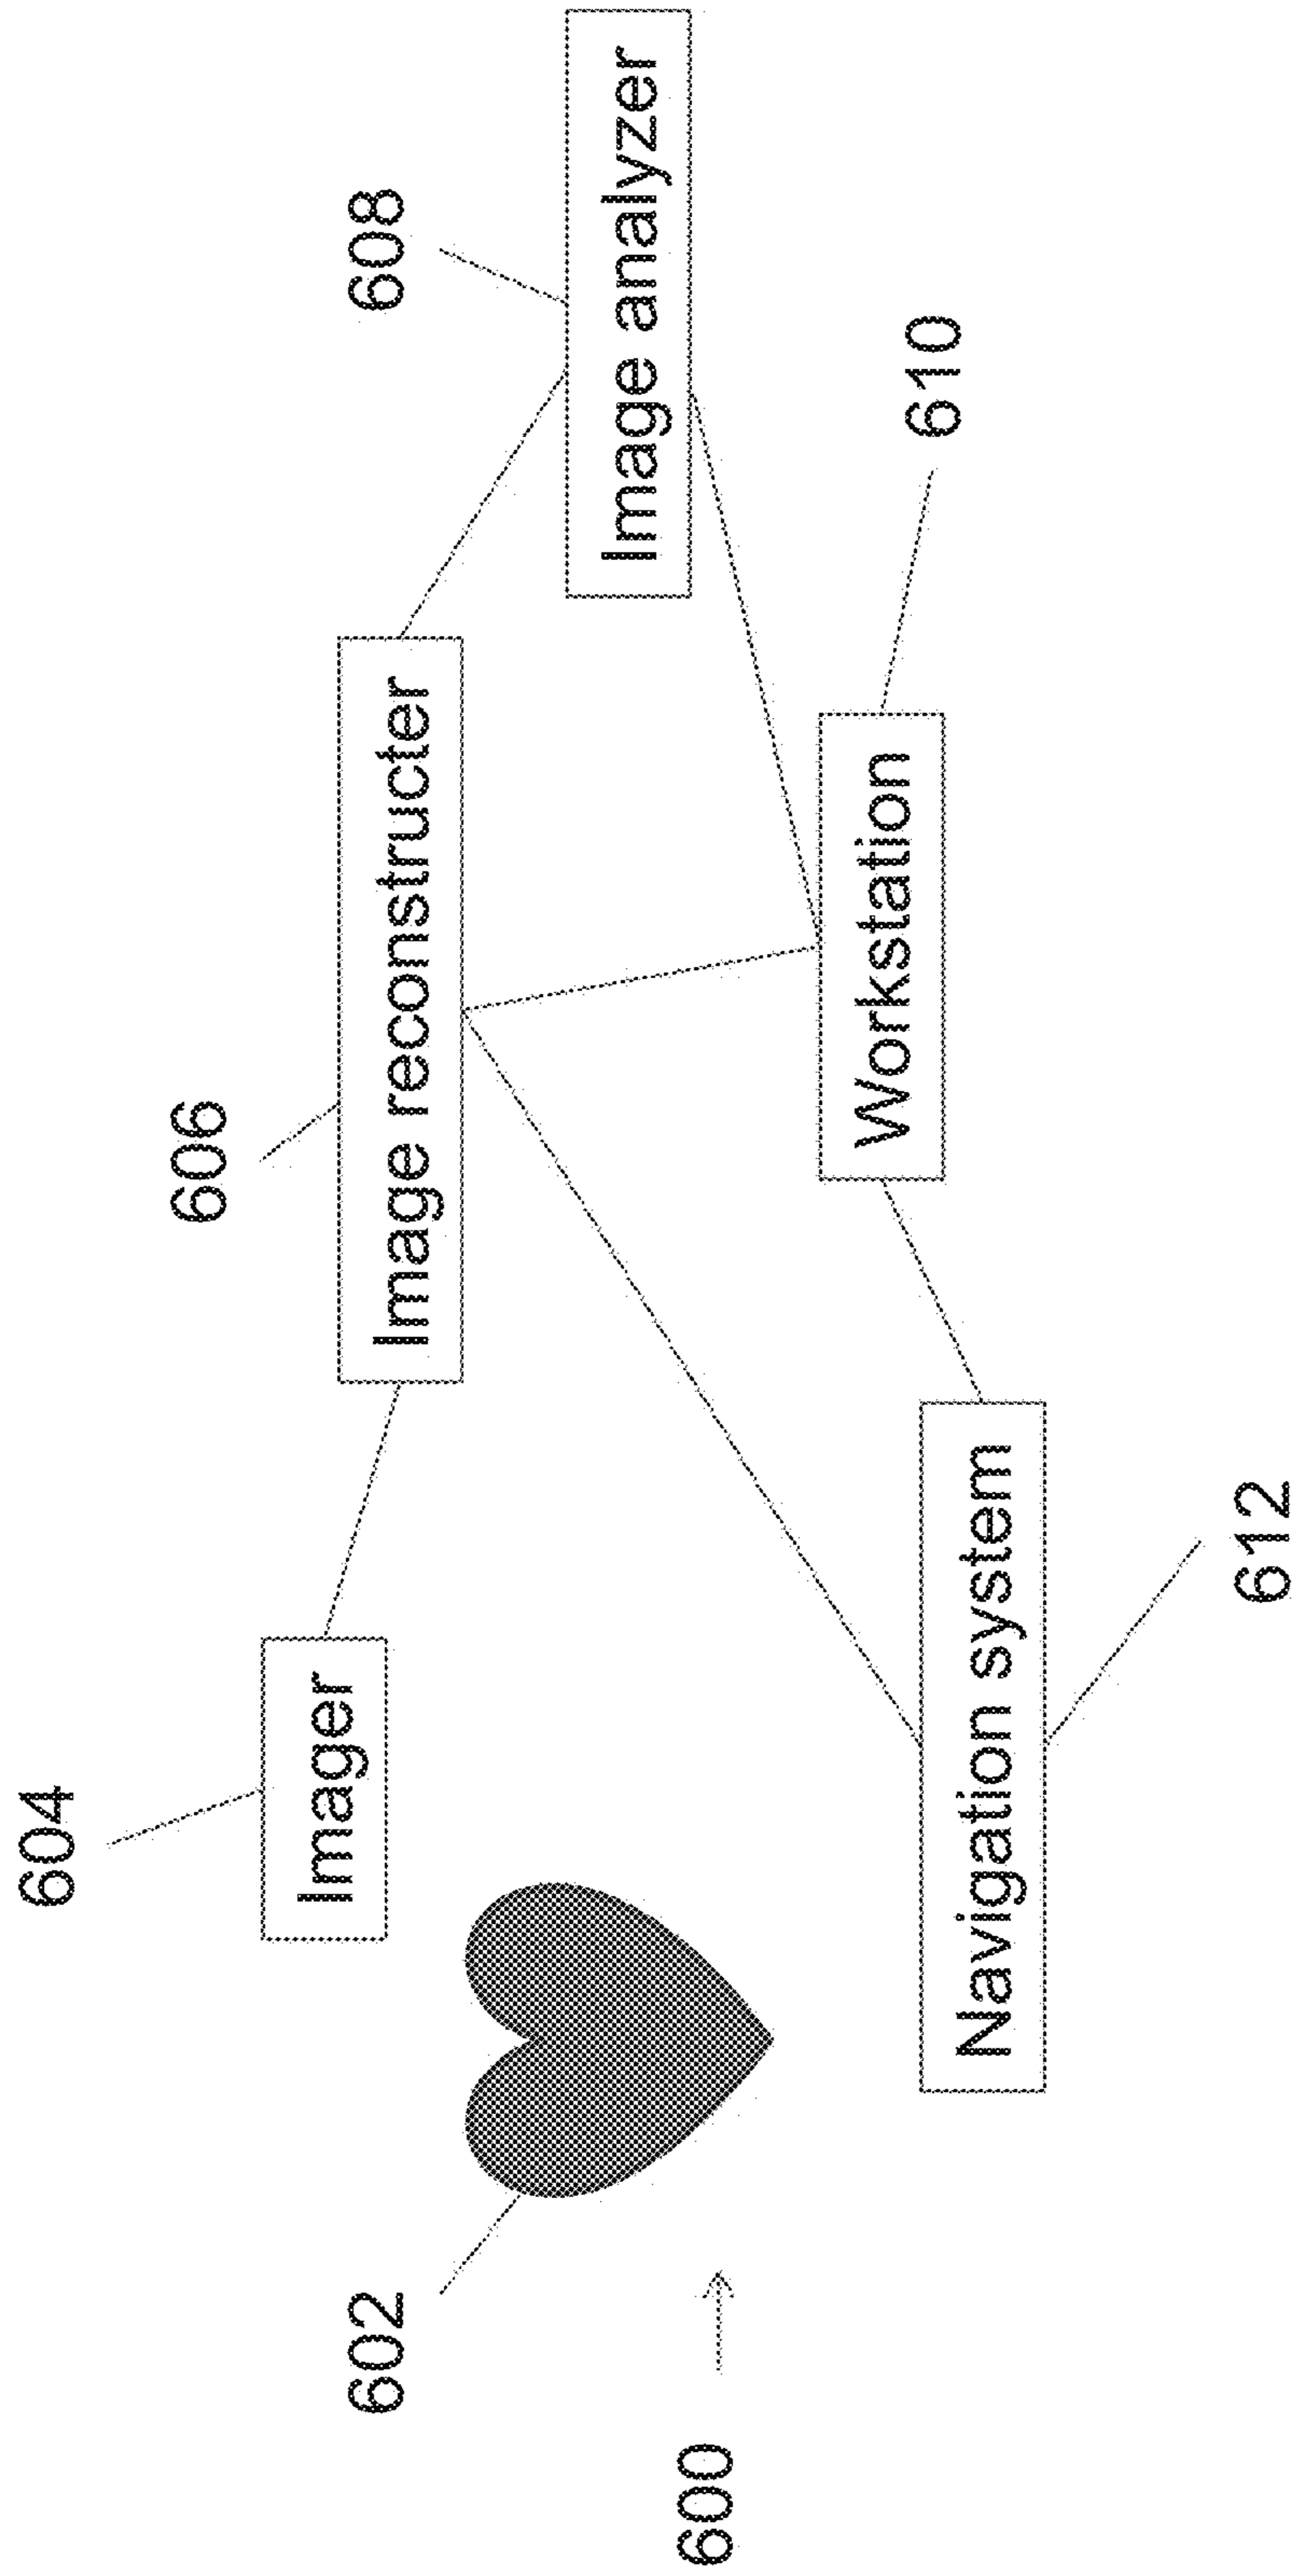 604
606
608
Imager
Image reconstructer
Image analyzer
602
Workstation
610
600
Navigation system
612